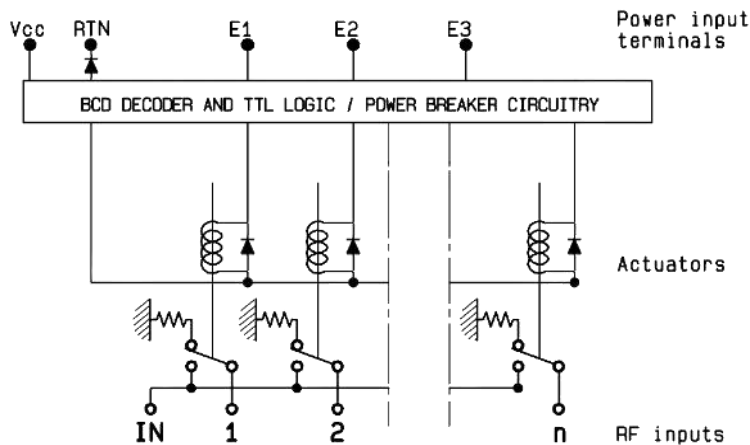 Power input
Vcc RTN E1 E2 E3 terminals
BCD DECODER AND TTL LOGIC / POWER BREAKER CIRCUITRY
Actuators
IN 1 2 n RF inputs